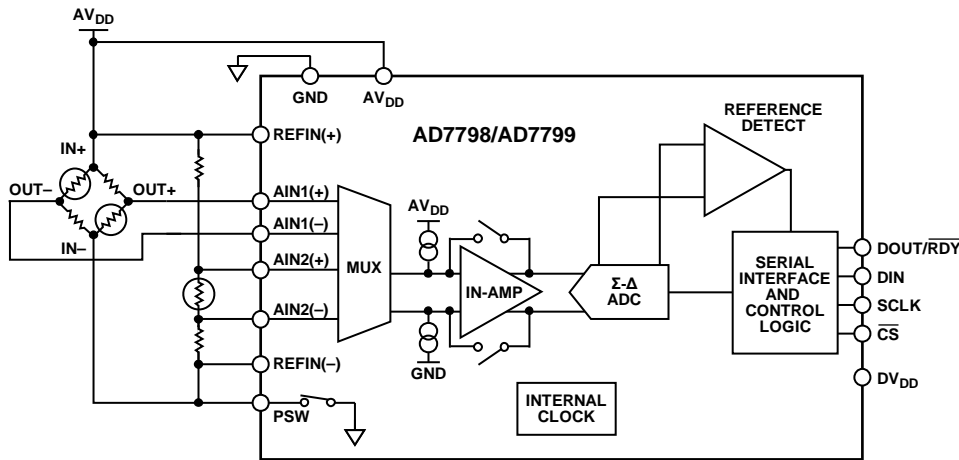 AVDD
GND
AVDD
REFERENCE
DETECT
REFIN(+)
AD7798/AD7799
IN+
OUT–
OUT+
AIN1(+)
AIN1(–)
IN–
AIN2(+)
AIN2(–)
REFIN(–)
PSW
MUX
AVDD
GND
IN-AMP
Σ-Δ
ADC
SERIAL
INTERFACE
AND
CONTROL
LOGIC
DOUT/RDY
DIN
SCLK
CS
DVDD
INTERNAL
CLOCK